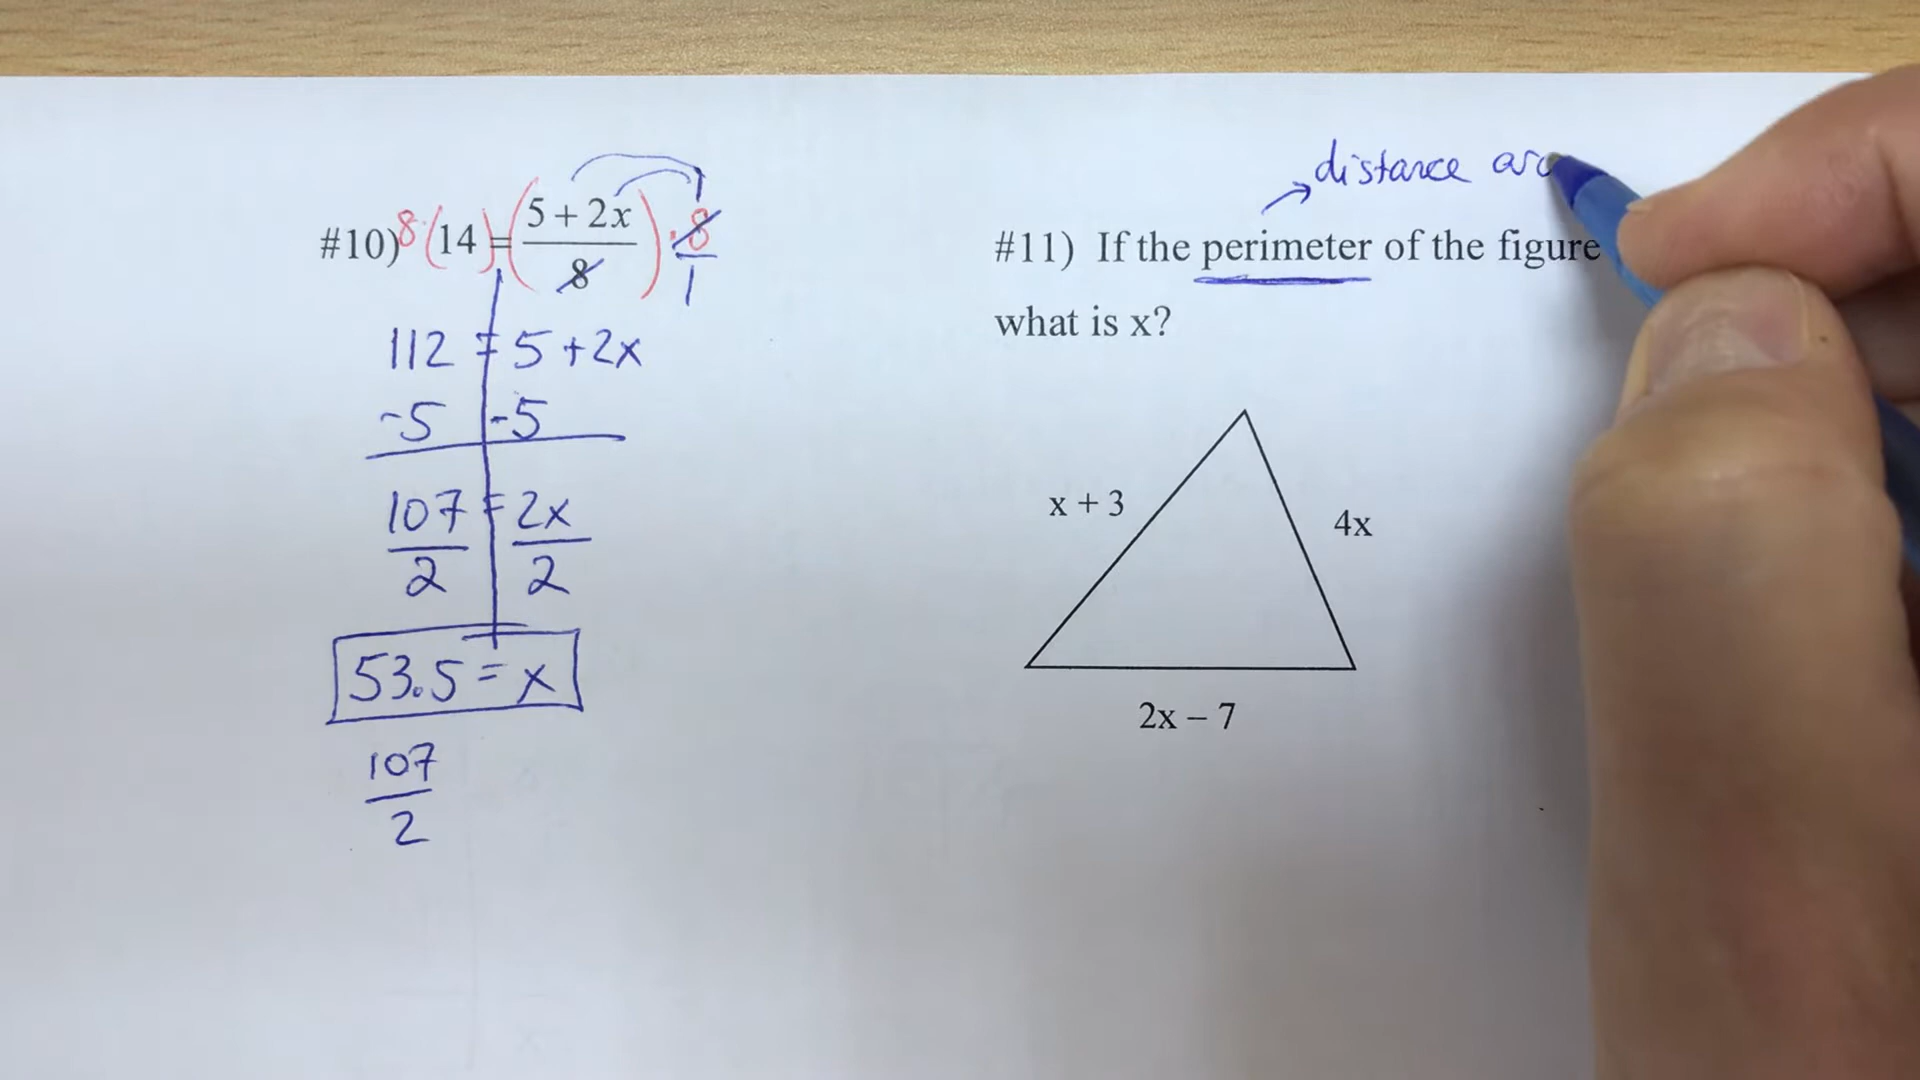 #10) 8(14) = (5 + 2x / 8) · 8/1
112 = 5 + 2x
-5 -5
107/2 = 2x/2
53.5 = x
107/2
distance aro
#11) If the perimeter of the figure
what is x?
x + 3
4x
2x – 7